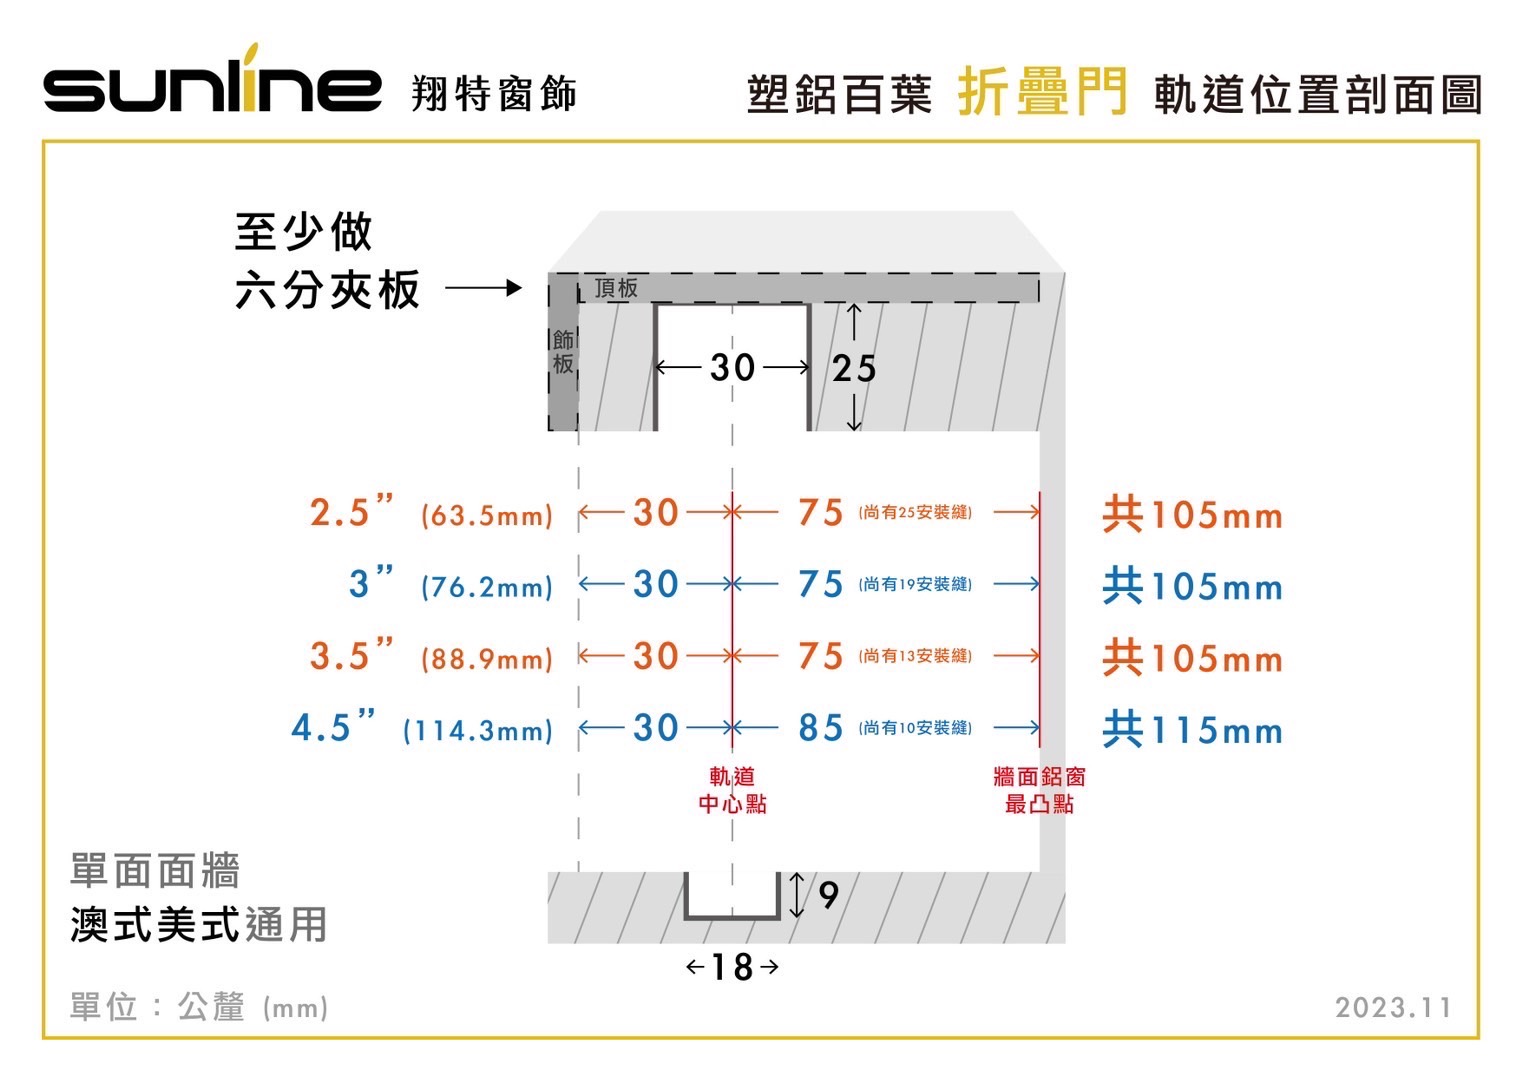 sunline 翔特窗飾
塑鋁百葉 折疊門 軌道位置剖面圖
至少做
六分夾板
頂板
飾板
30
25
2.5” (63.5mm) 30 75 (尚有25安裝縫) 共105mm
3” (76.2mm) 30 75 (尚有19安裝縫) 共105mm
3.5” (88.9mm) 30 75 (尚有13安裝縫) 共105mm
4.5” (114.3mm) 30 85 (尚有10安裝縫) 共115mm
軌道
中心點
牆面鋁窗
最凸點
9
18
單面面牆
澳式美式通用
單位：公釐 (mm)
2023.11